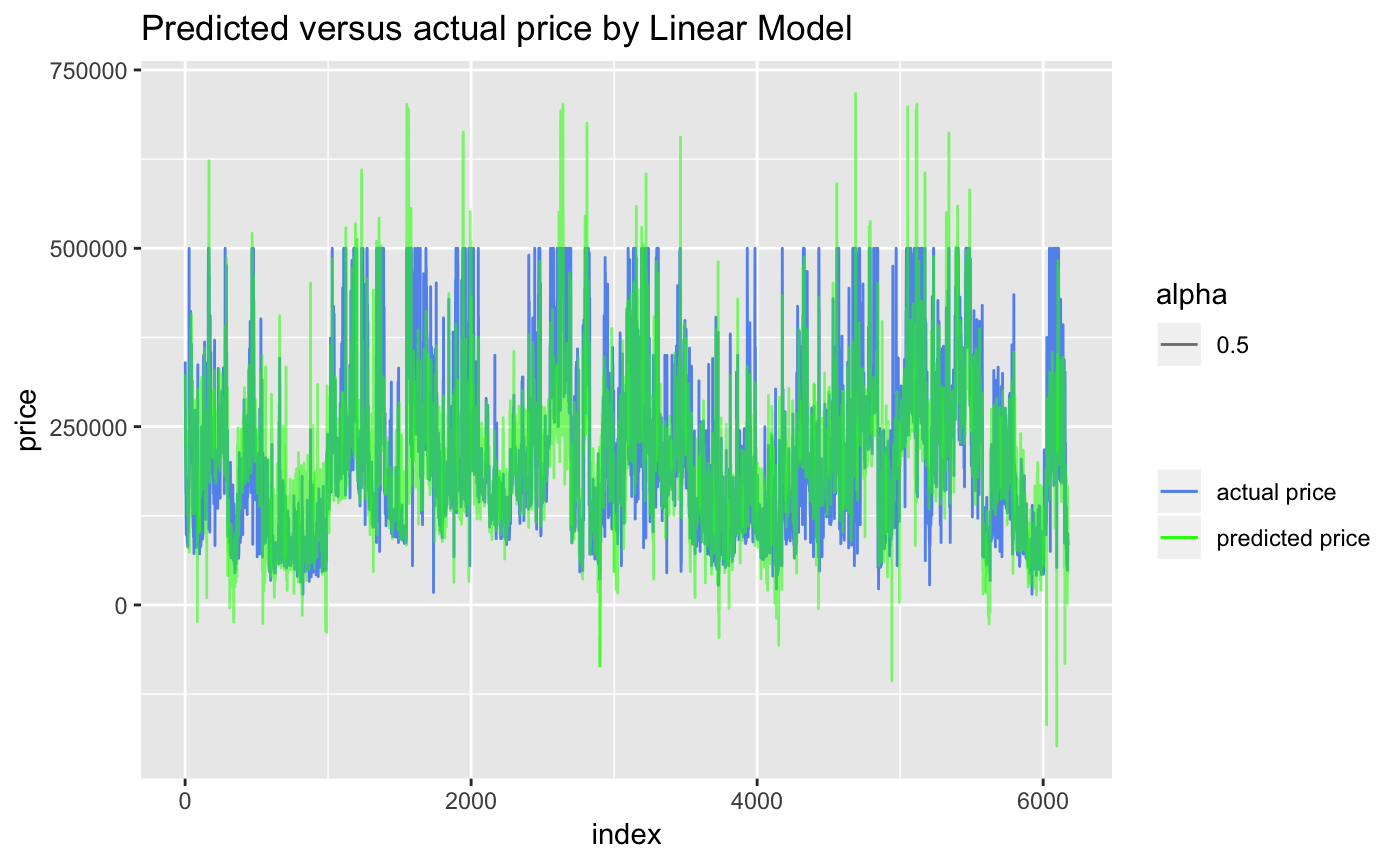 Predicted versus actual price by Linear Model
750000
500000
250000
0
price
0
2000
4000
6000
index
alpha
0.5
actual price
predicted price